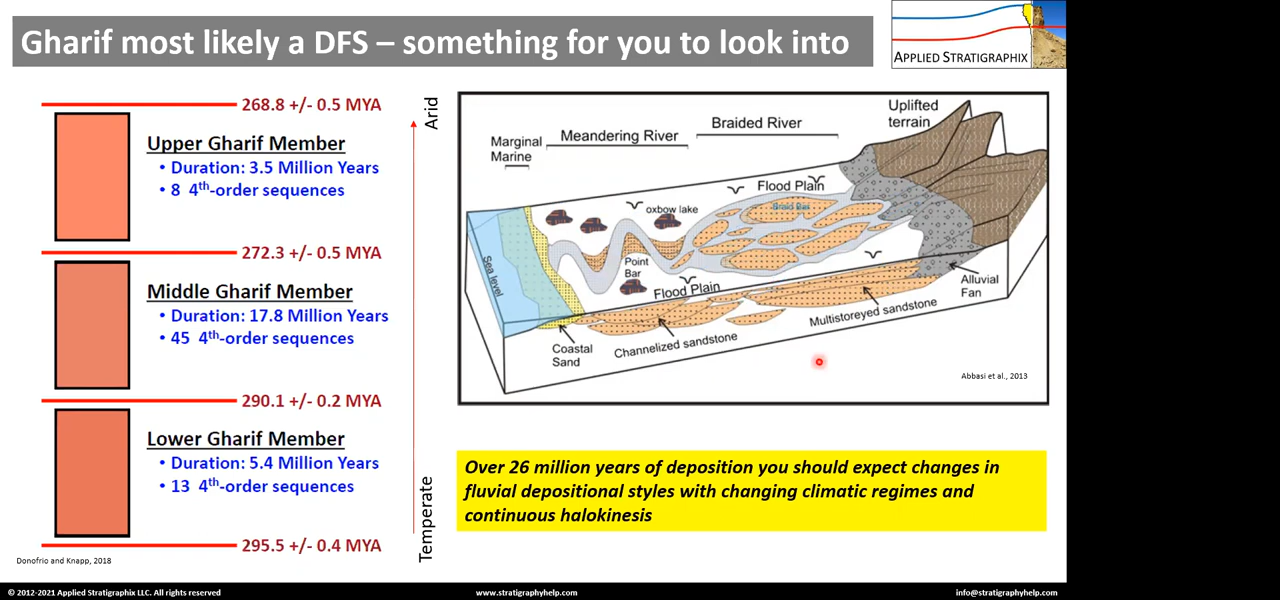 Gharif most likely a DFS – something for you to look into
APPLIED STRATIGRAPHIX
268.8 +/- 0.5 MYA
Upper Gharif Member
• Duration: 3.5 Million Years
• 8 4th-order sequences
272.3 +/- 0.5 MYA
Middle Gharif Member
• Duration: 17.8 Million Years
• 45 4th-order sequences
290.1 +/- 0.2 MYA
Lower Gharif Member
• Duration: 5.4 Million Years
• 13 4th-order sequences
295.5 +/- 0.4 MYA
Donofrio and Knapp, 2018
Arid
Temperate
Uplifted
terrain
Braided River
Meandering River
Marginal
Marine
Flood Plain
Braid Bar
oxbow lake
Point
Bar
Sea level
Flood Plain
Alluvial
Fan
Multistoreyed sandstone
Channelized sandstone
Coastal
Sand
Abbasi et al., 2013
Over 26 million years of deposition you should expect changes in
fluvial depositional styles with changing climatic regimes and
continuous halokinesis
© 2012-2021 Applied Stratigraphix LLC. All rights reserved
www.stratigraphyhelp.com
info@stratigraphyhelp.com